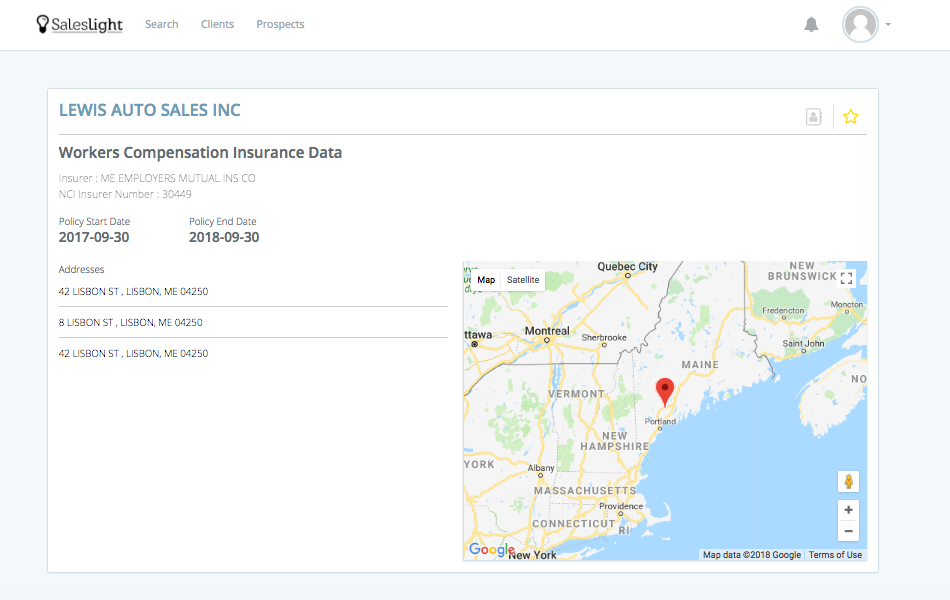 Saleslight Search Clients Prospects
LEWIS AUTO SALES INC
Workers Compensation Insurance Data
Insurer : ME EMPLOYERS MUTUAL INS CO
NCI Insurer Number : 30449
Policy Start Date Policy End Date
2017-09-30 2018-09-30
Addresses
42 LISBON ST , LISBON, ME 04250
8 LISBON ST , LISBON, ME 04250
42 LISBON ST , LISBON, ME 04250
Map Satellite
Quebec City
NEW
BRUNSWICK
Fredericton
Moncton
Montreal
Sherbrooke
ttawa
Saint John
MAINE
NO
VERMONT
Portland
NEW
HAMPSHIRE
YORK
Albany
MASSACHUSETTS
Providence
CONNECTICUT
RI
Google
New York
Map data ©2018 Google Terms of Use